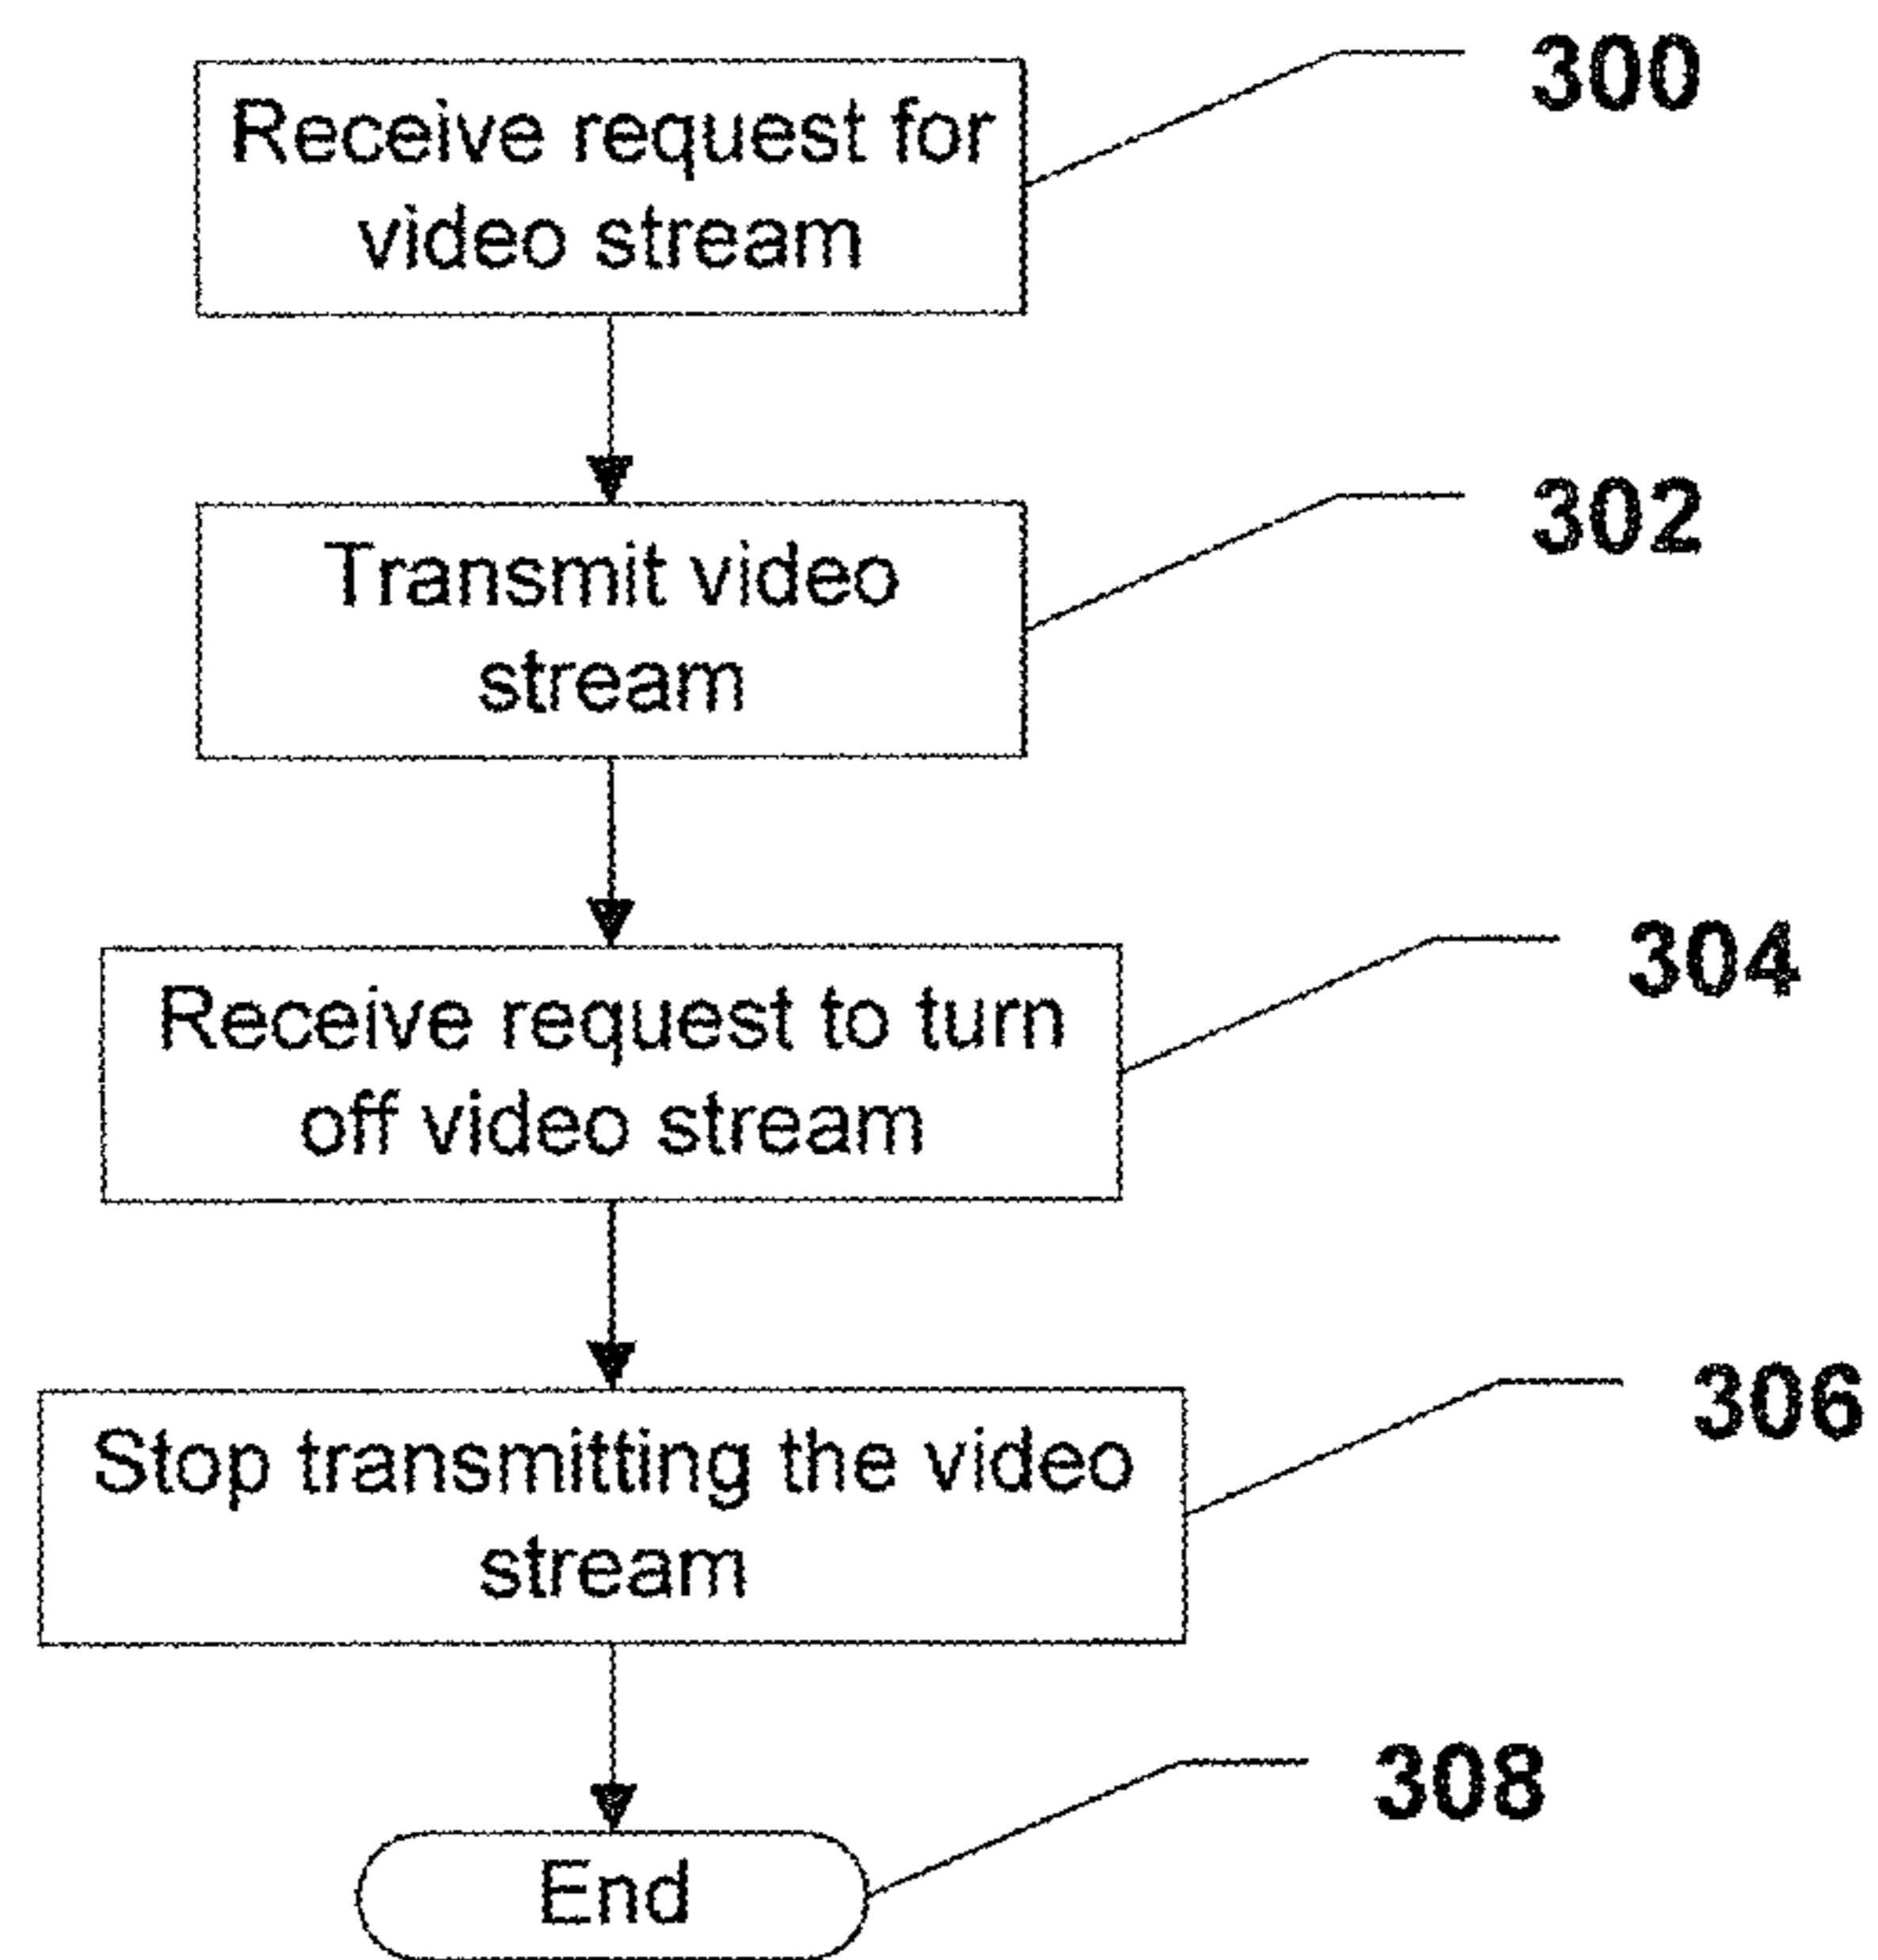 Receive request for
video stream
300
Transmit video
stream
302
Receive request to turn
off video stream
304
Stop transmitting the video
stream
306
End
308